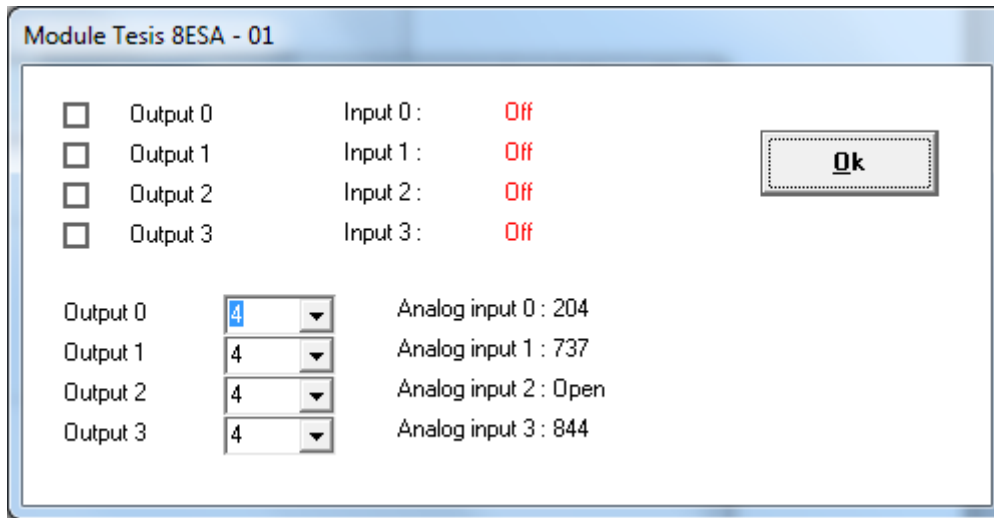 Module Tesis 8ESA - 01
Output 0 Input 0 : Off
Output 1 Input 1 : Off
Output 2 Input 2 : Off
Output 3 Input 3 : Off
Ok
Output 0 4 Analog input 0 : 204
Output 1 4 Analog input 1 : 737
Output 2 4 Analog input 2 : Open
Output 3 4 Analog input 3 : 844